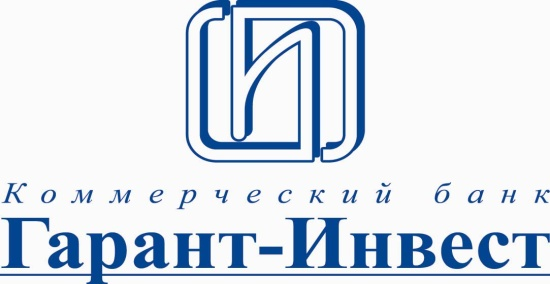 Коммерческий банк
Гарант-Инвест